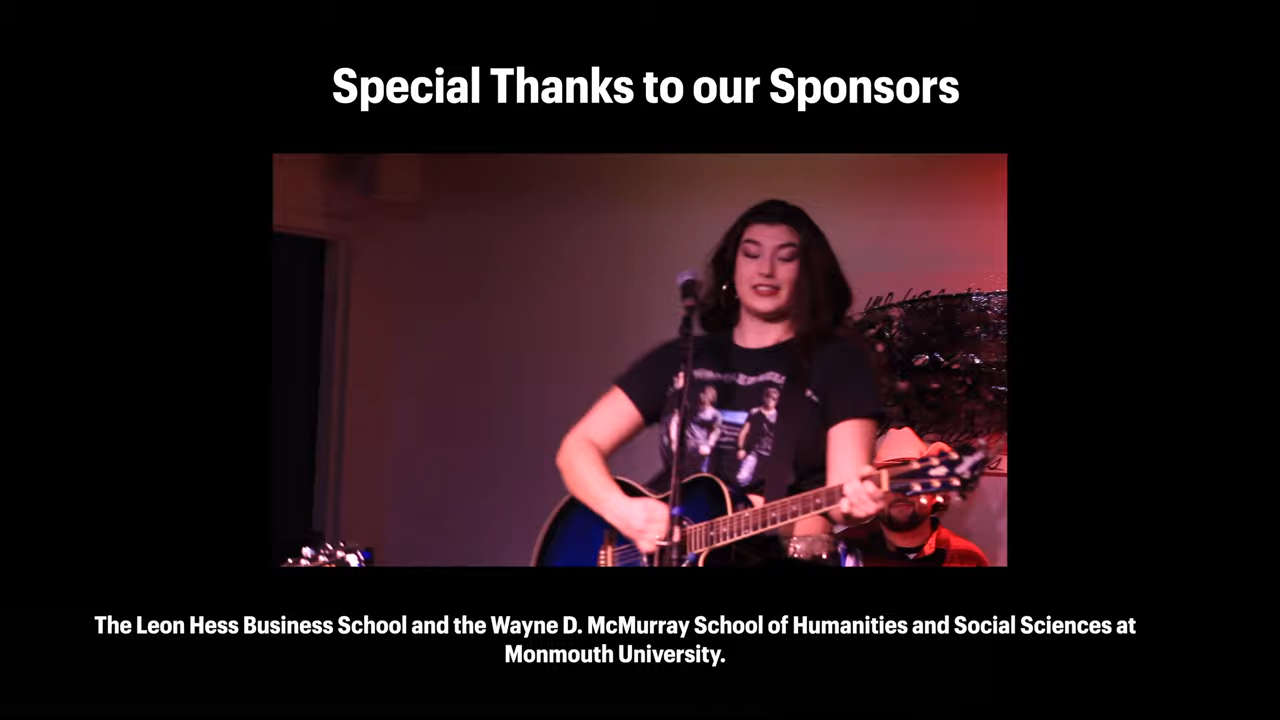 Special Thanks to our Sponsors
The Leon Hess Business School and the Wayne D. McMurray School of Humanities and Social Sciences at
Monmouth University.